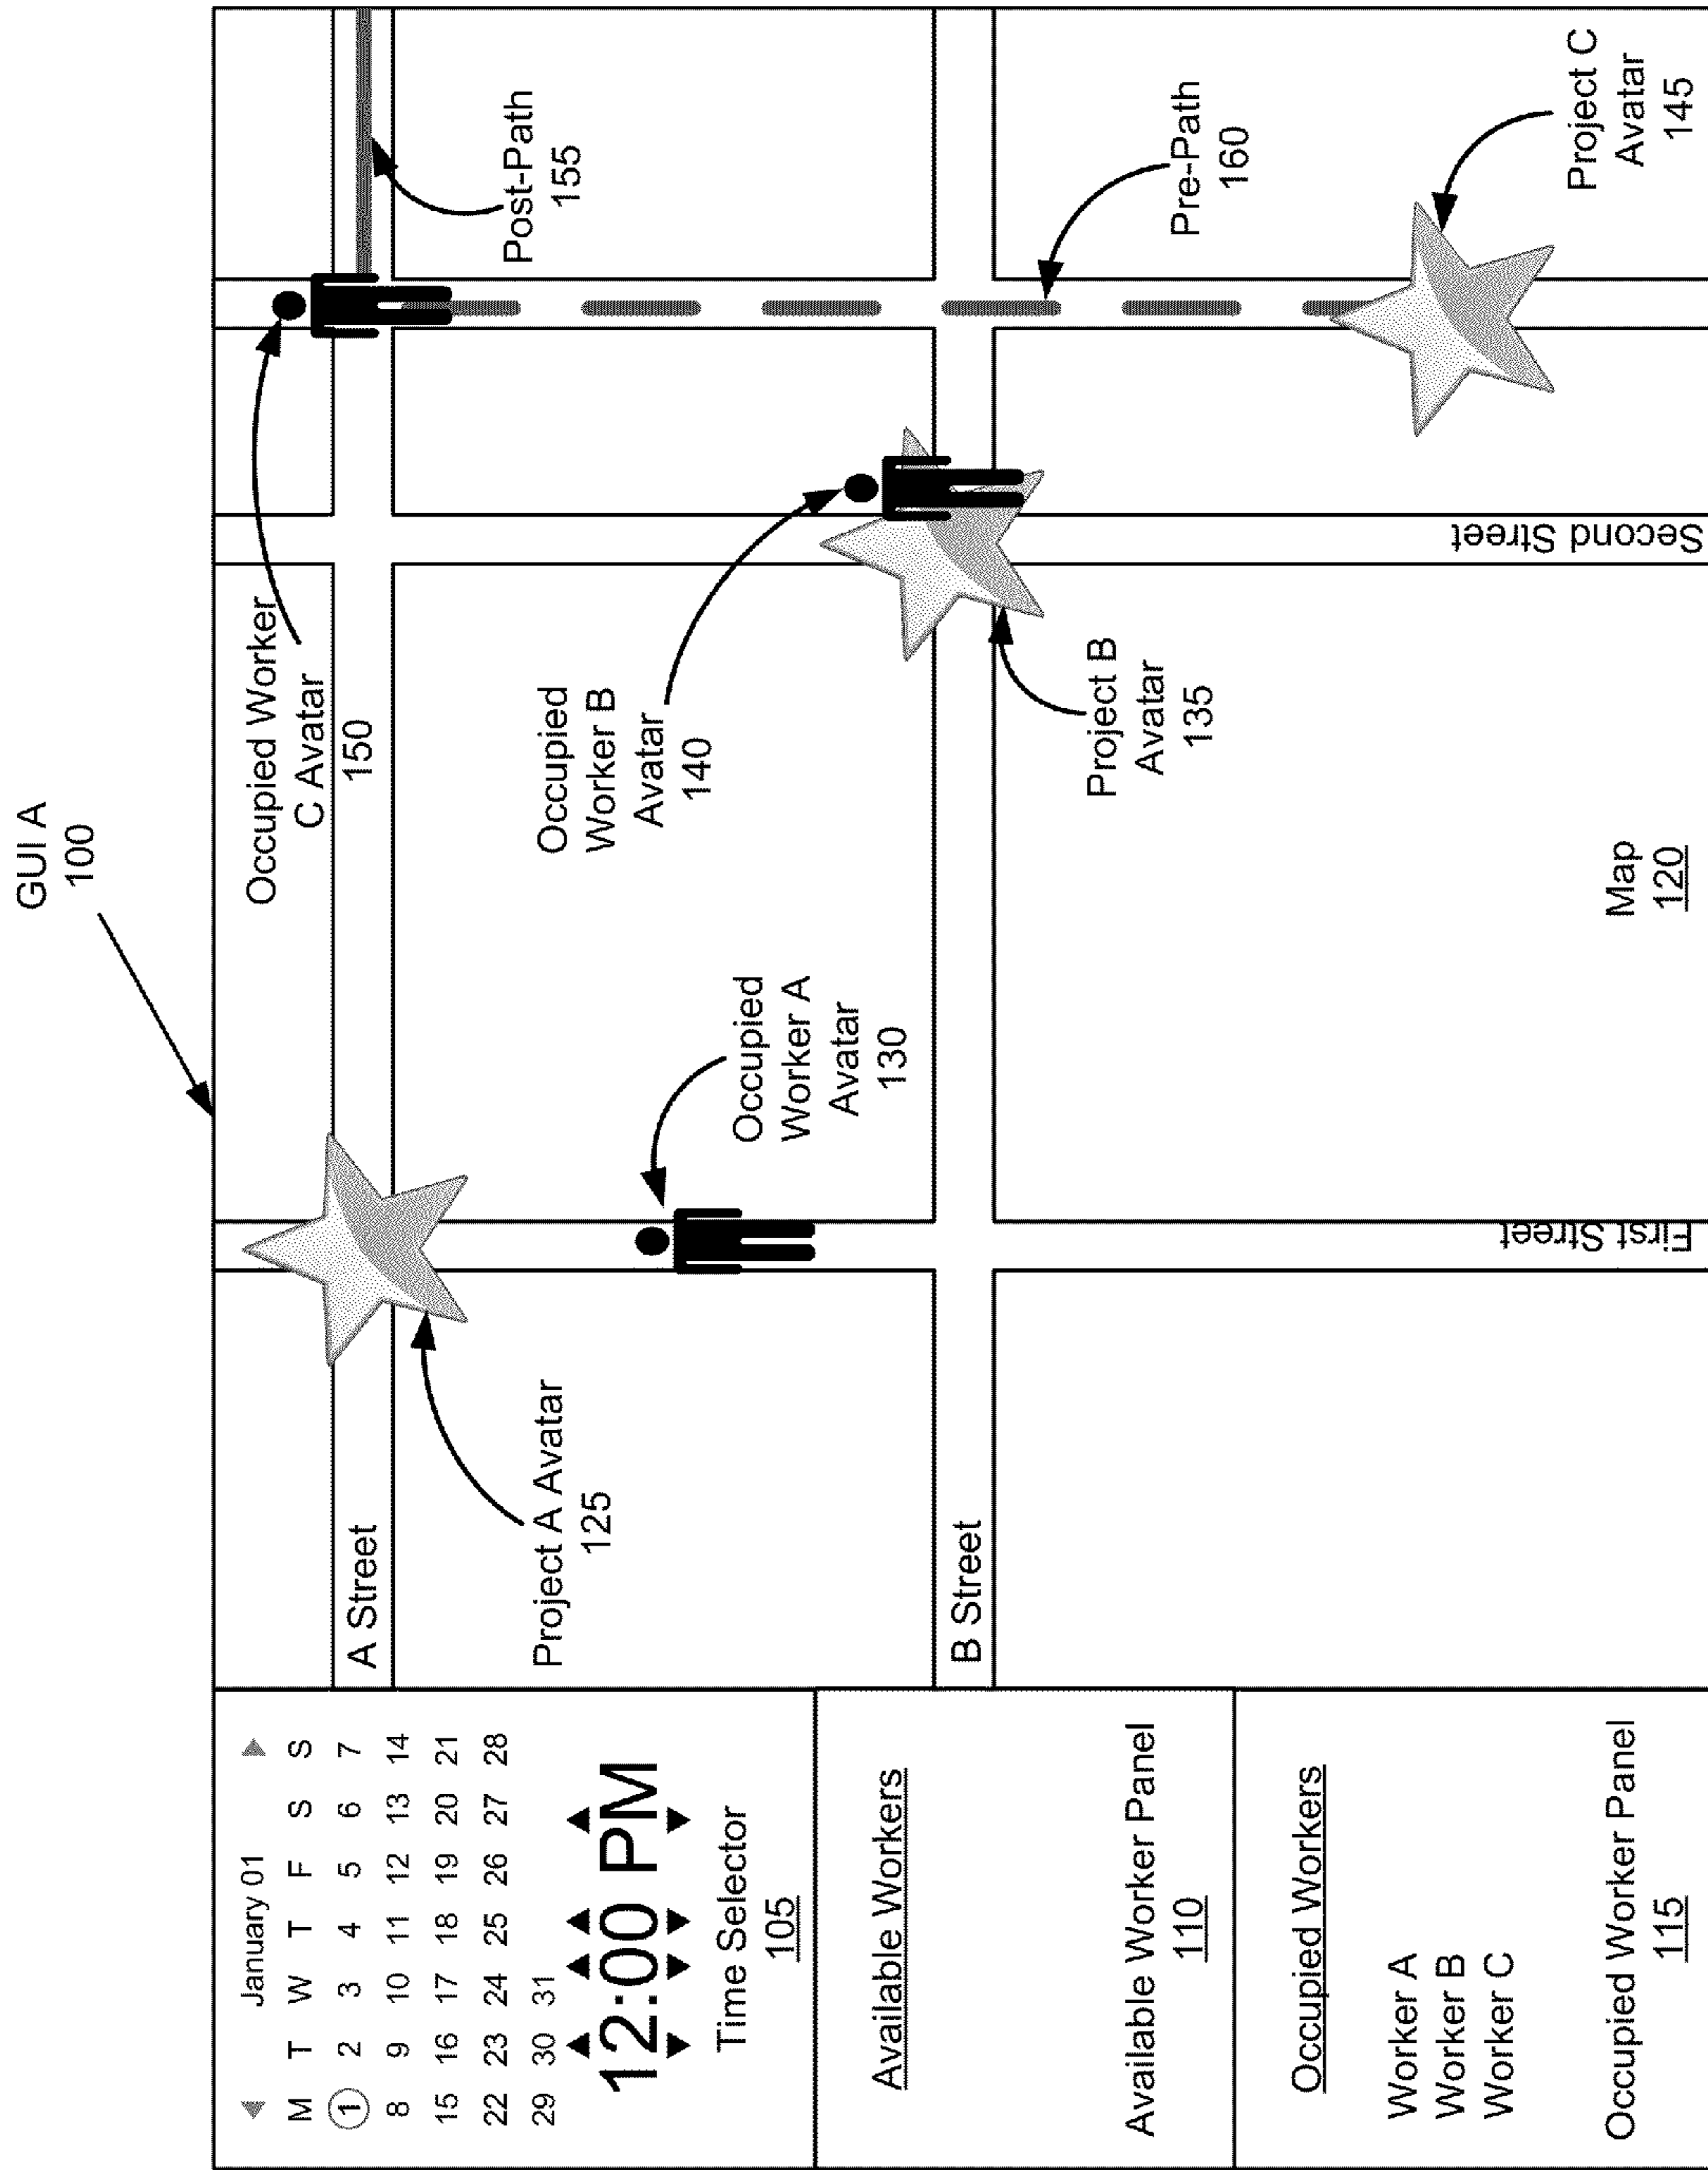 GUI A
100
January 01
M T W T F S S
1 2 3 4 5 6 7
8 9 10 11 12 13 14
15 16 17 18 19 20 21
22 23 24 25 26 27 28
29 30 31
12:00 PM
Time Selector
105
Available Workers
Available Worker Panel
110
Occupied Workers
Worker A
Worker B
Worker C
Occupied Worker Panel
115
A Street
Project A Avatar
125
B Street
First Street
Occupied
Worker A
Avatar
130
Occupied Worker
C Avatar
150
Occupied
Worker B
Avatar
140
Project B
Avatar
135
Map
120
Second Street
Post-Path
155
Pre-Path
160
Project C
Avatar
145